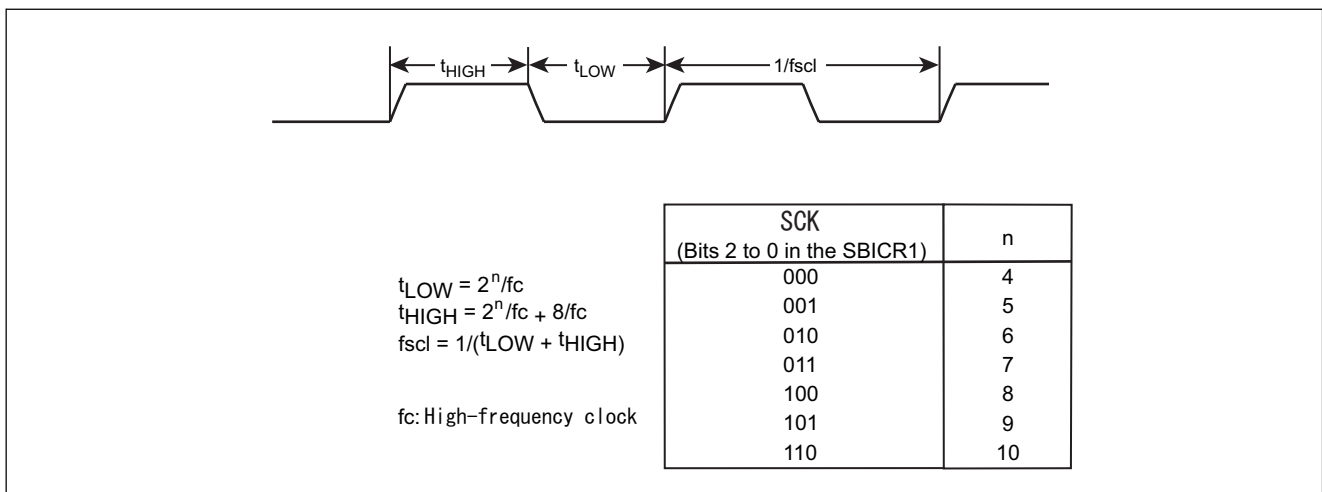 tHIGH tLOW 1/fscl
SCK
(Bits 2 to 0 in the SBICR1)
n
000 4
001 5
010 6
011 7
100 8
101 9
110 10
tLOW = 2^n/fc
tHIGH = 2^n/fc + 8/fc
fscl = 1/(tLOW + tHIGH)
fc: High-frequency clock